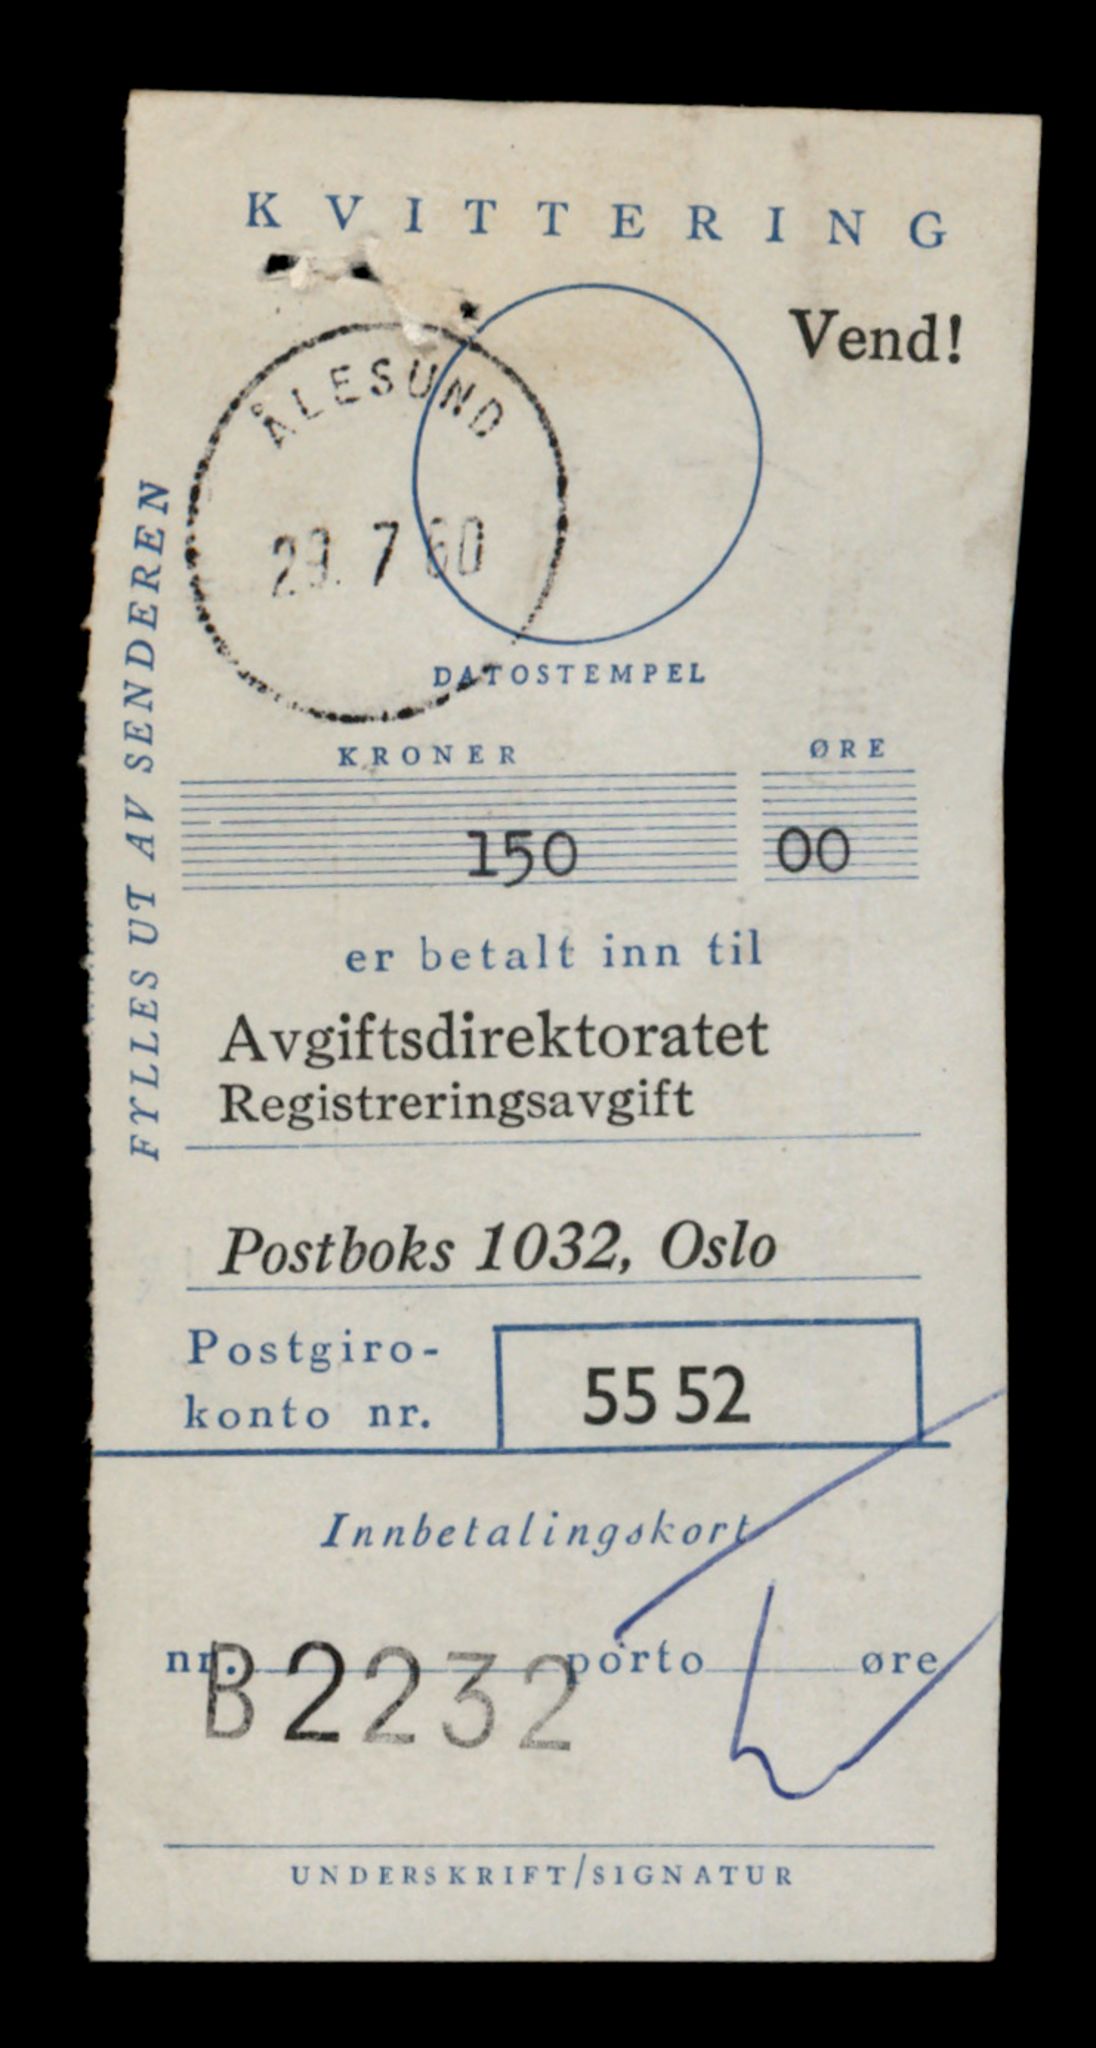 KVITTERING
Vend!
ÅLESUND
29. 7 60
DATOSTEMPEL
FYLLES UT AV SENDEREN
KRONER ØRE
150 00
er betalt inn til
Avgiftsdirektoratet
Registreringsavgift
Postboks 1032, Oslo
Postgiro-
konto nr.
55 52
Innbetalingskort
nr. B2232 porto øre
UNDERSKRIFT/SIGNATUR